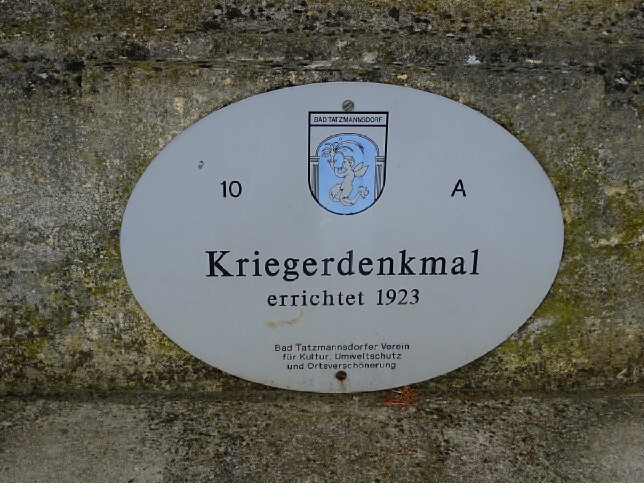 BAD TATZMANNSDORF
10 A
Kriegerdenkmal
errichtet 1923
Bad Tatzmannsdorfer Verein
für Kultur, Umweltschutz
und Ortsverschönerung